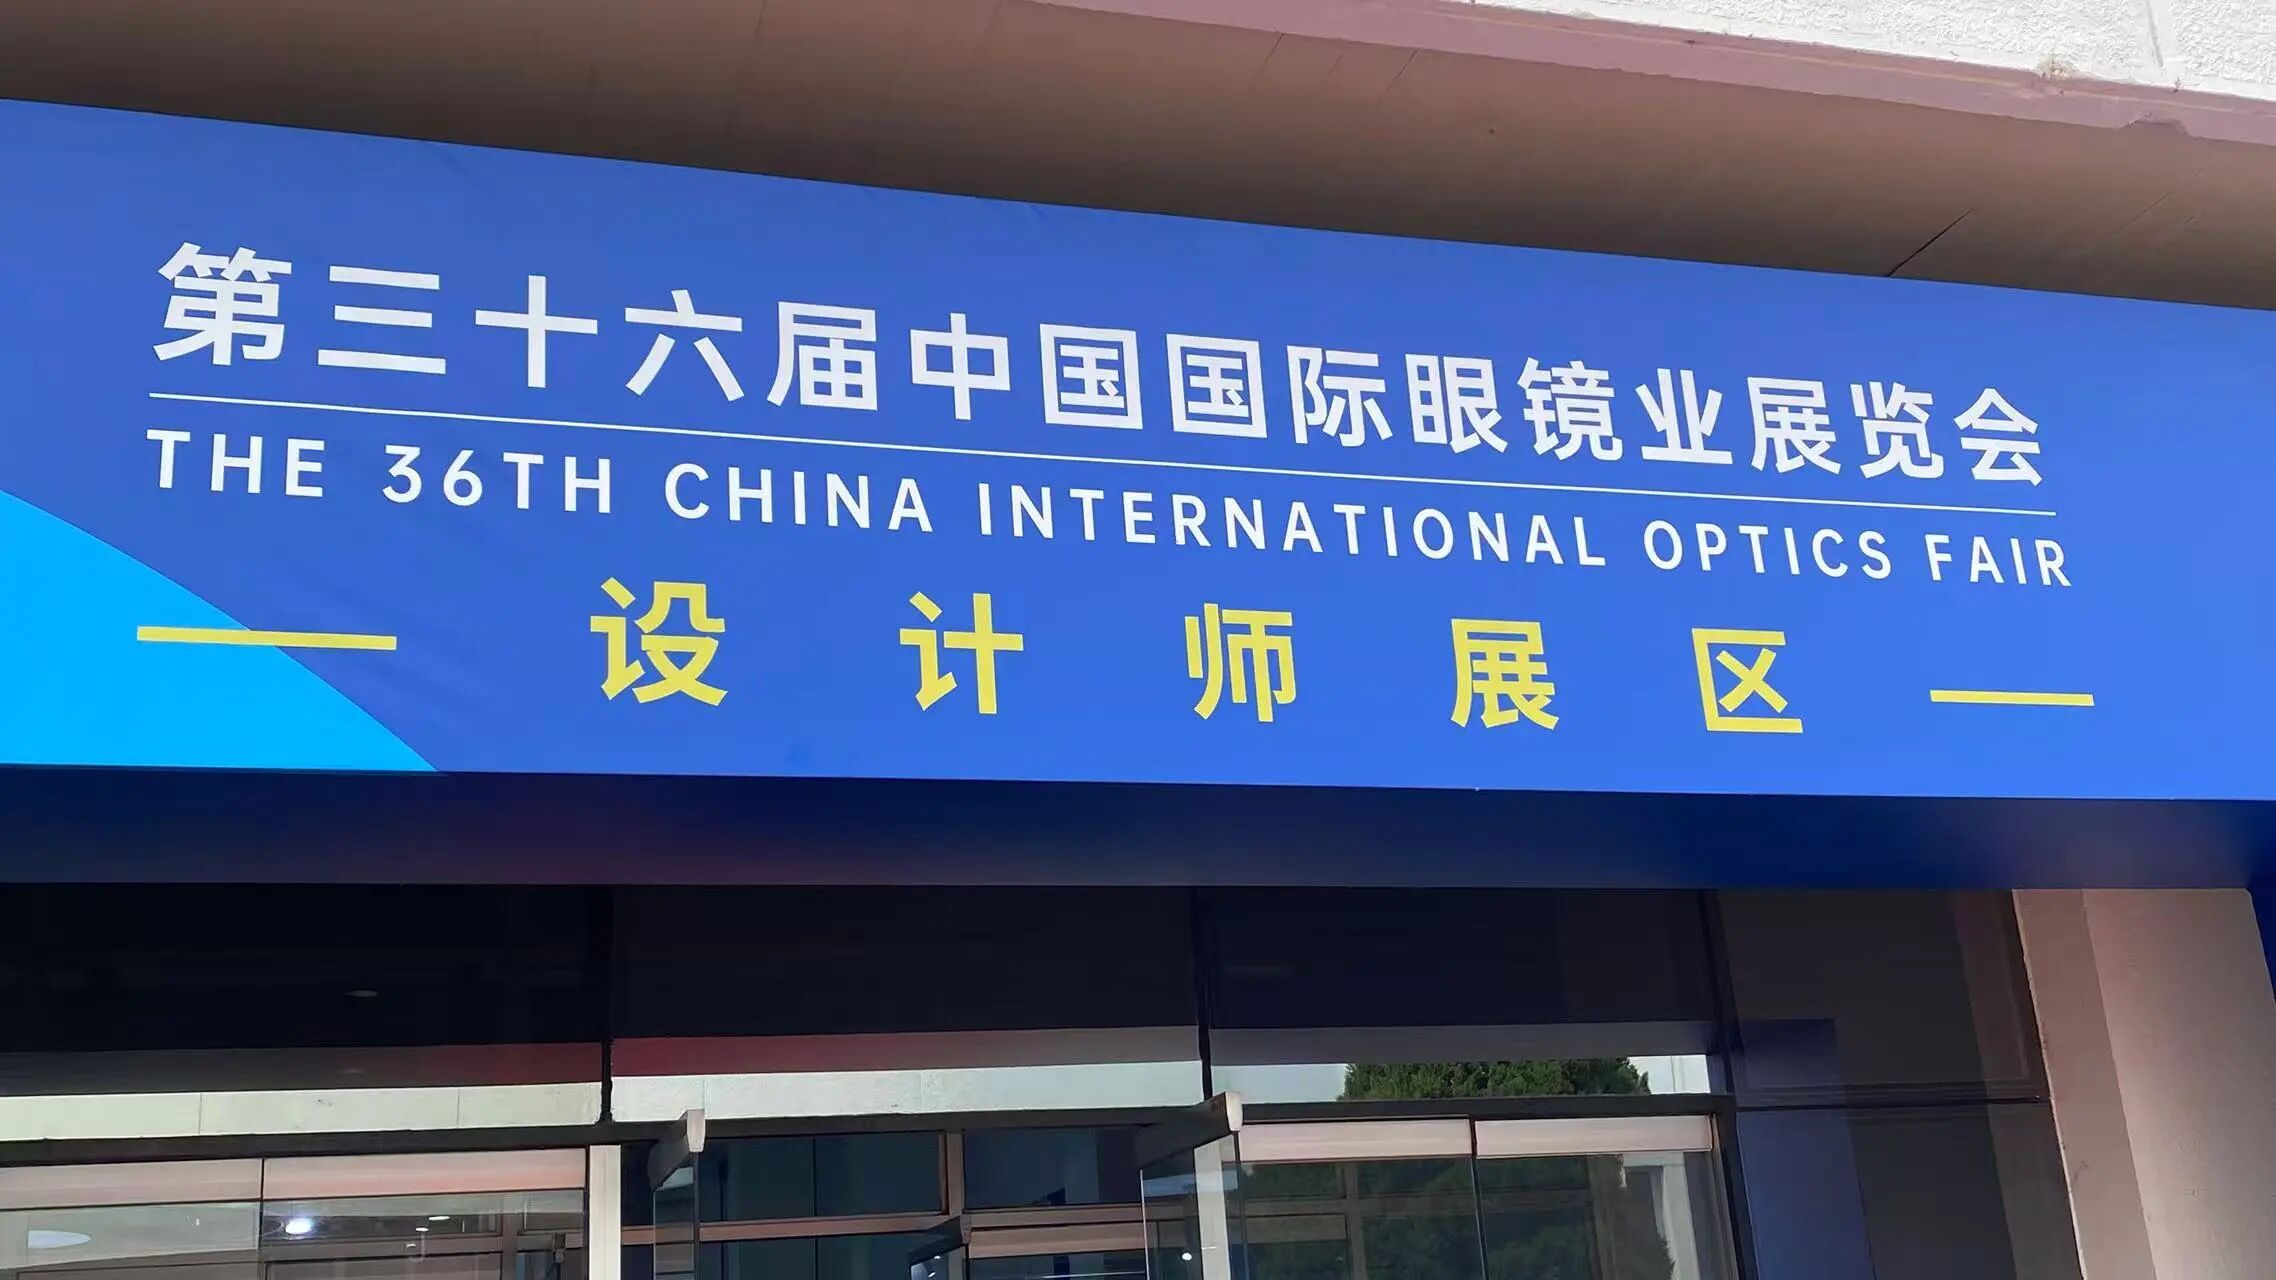 第三十六届中国国际眼镜业展览会
THE 36TH CHINA INTERNATIONAL OPTICS FAIR
设计师展区